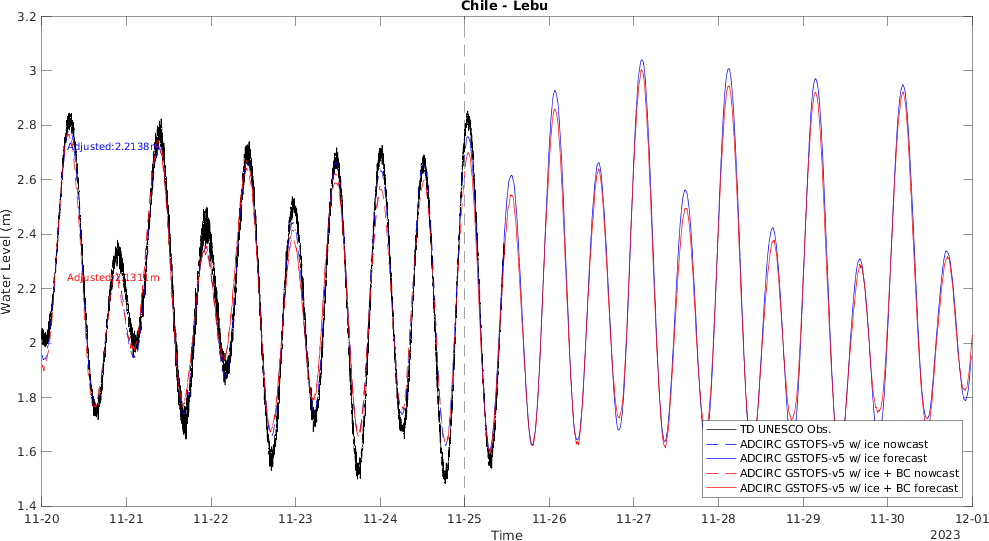 Chile - Lebu
3.2
3
2.8
2.6
2.4
2.2
2
1.8
1.6
1.4
Water Level (m)
Adjusted:2.2138m
Adjusted:2.1311m
TD UNESCO Obs.
ADCIRC GSTOFS-v5 w/ ice nowcast
ADCIRC GSTOFS-v5 w/ ice forecast
ADCIRC GSTOFS-v5 w/ ice + BC nowcast
ADCIRC GSTOFS-v5 w/ ice + BC forecast
11-20 11-21 11-22 11-23 11-24 11-25 11-26 11-27 11-28 11-29 11-30 12-01
Time
2023